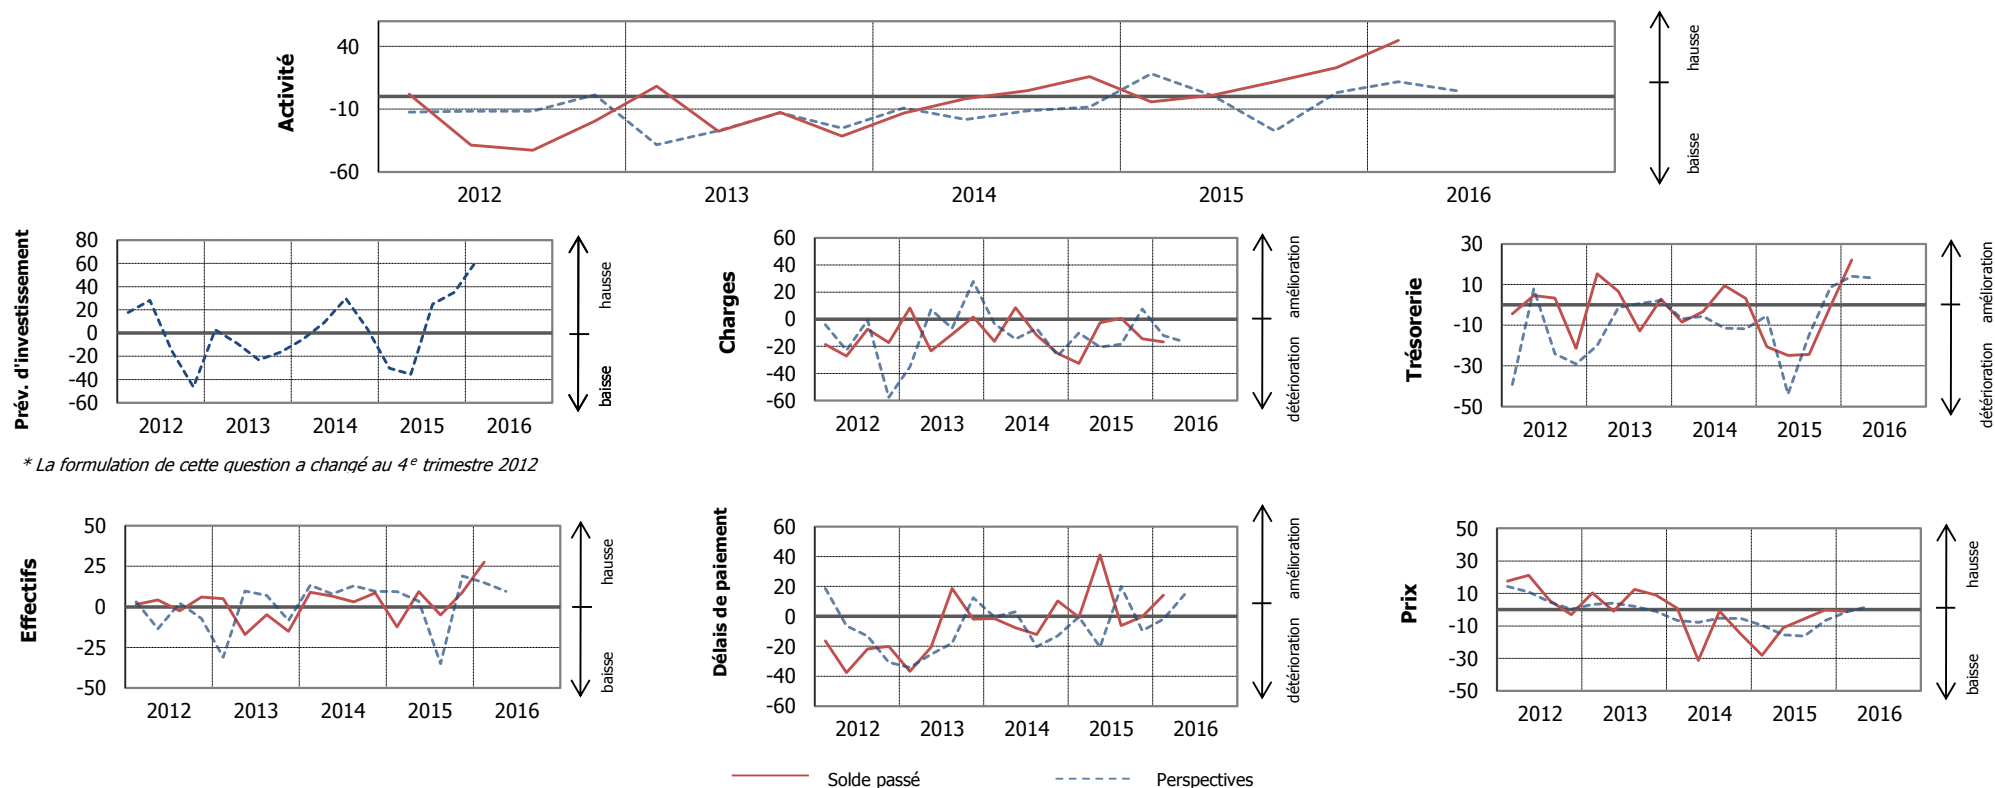 Activité
40
-10
-60
2012 2013 2014 2015 2016
hausse
baisse
Prév. d'investissement
80
60
40
20
0
-20
-40
-60
2012 2013 2014 2015 2016
hausse
baisse
* La formulation de cette question a changé au 4e trimestre 2012
Charges
60
40
20
0
-20
-40
-60
2012 2013 2014 2015 2016
amélioration
détérioration
Trésorerie
30
10
-10
-30
-50
2012 2013 2014 2015 2016
amélioration
détérioration
Effectifs
50
25
0
-25
-50
2012 2013 2014 2015 2016
hausse
baisse
Délais de paiement
60
40
20
0
-20
-40
-60
2012 2013 2014 2015 2016
amélioration
détérioration
Prix
50
30
10
-10
-30
-50
2012 2013 2014 2015 2016
hausse
baisse
Solde passé
Perspectives